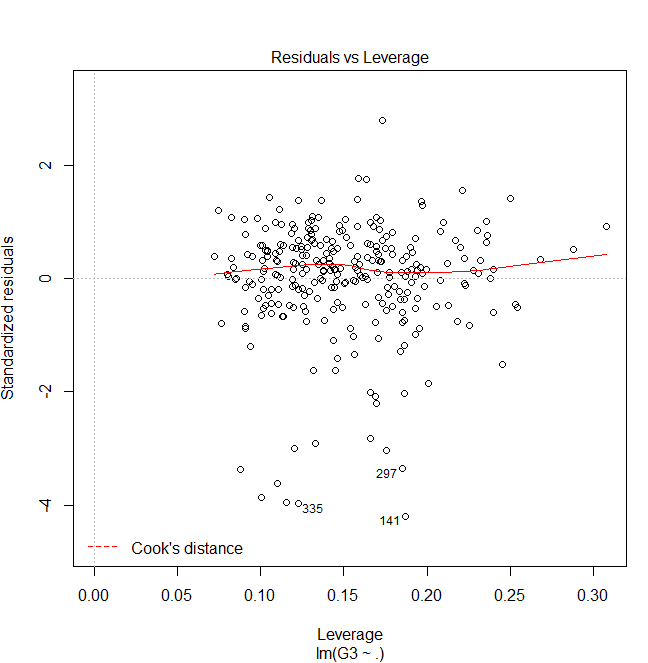 Residuals vs Leverage
Standardized residuals
2
0
-2
-4
297
335
141
Cook's distance
0.00 0.05 0.10 0.15 0.20 0.25 0.30
Leverage
lm(G3 ~ .)